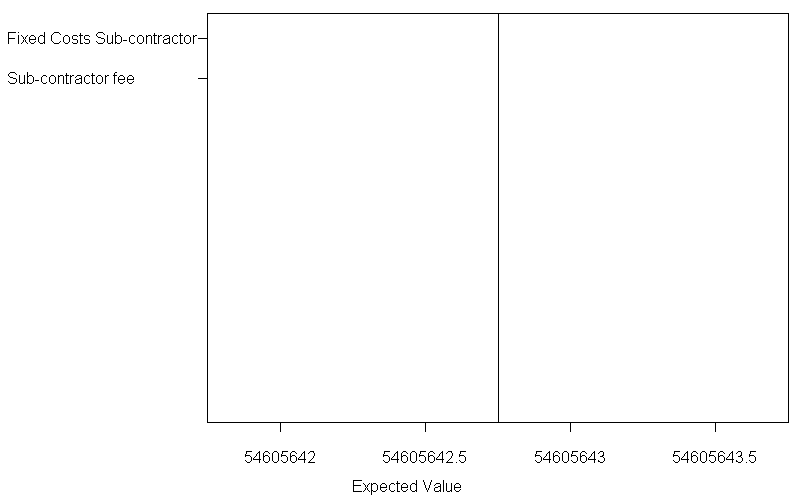 Fixed Costs Sub-contractor
Sub-contractor fee
54605642 54605642.5 54605643 54605643.5
Expected Value